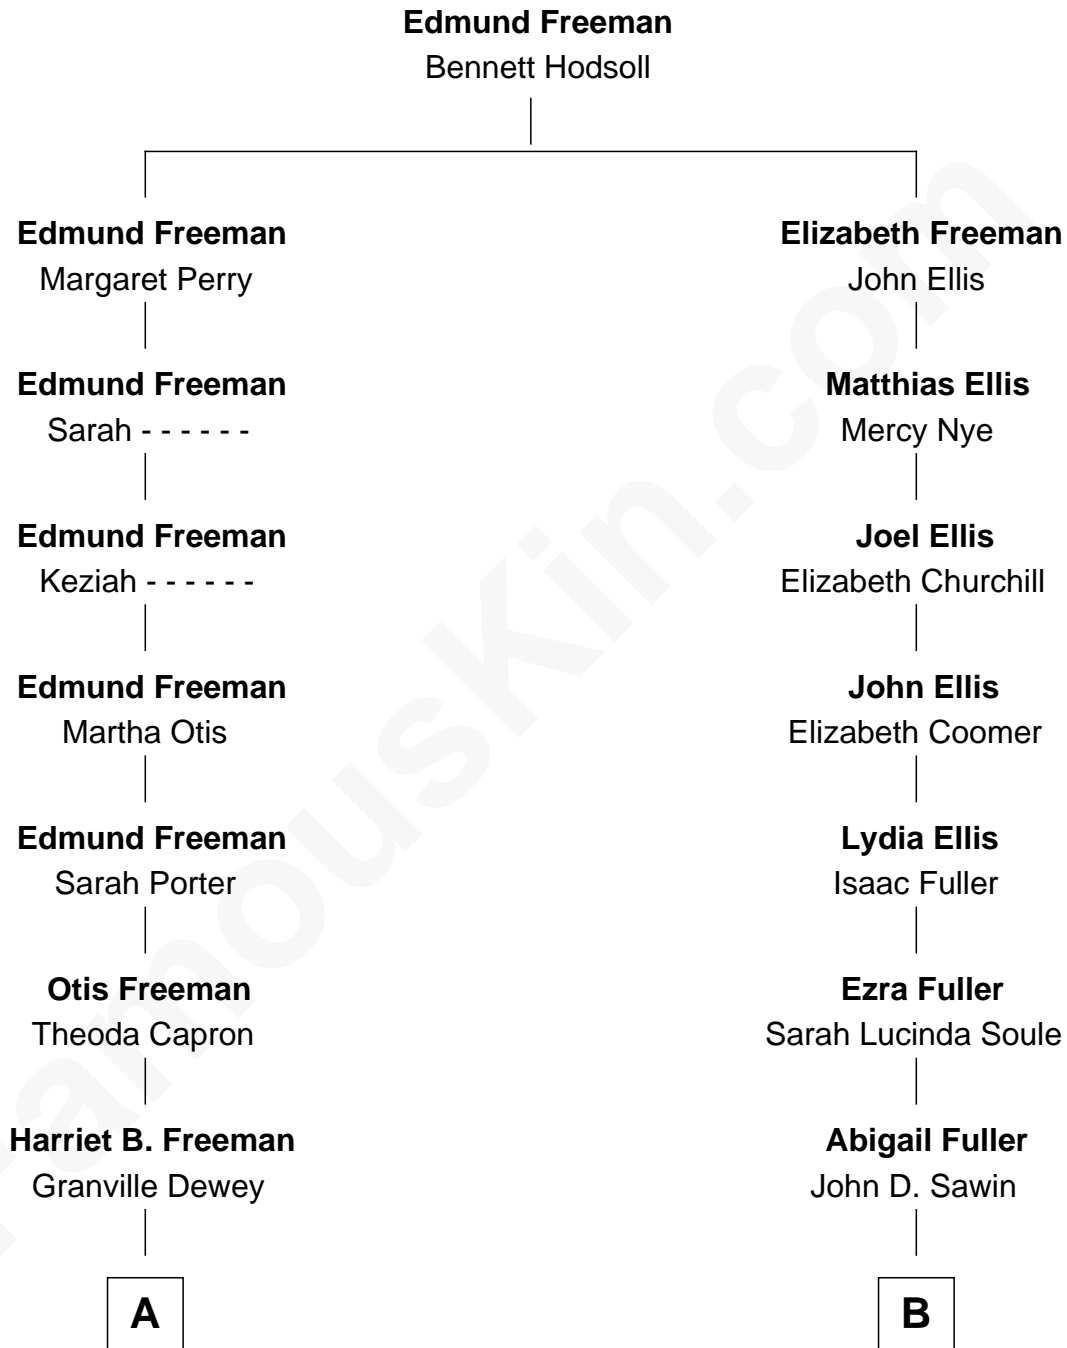 Edmund Freeman
Bennett Hodsoll
Edmund Freeman
Margaret Perry
Elizabeth Freeman
John Ellis
Edmund Freeman
Sarah - - - - - -
Matthias Ellis
Mercy Nye
Edmund Freeman
Keziah - - - - - -
Joel Ellis
Elizabeth Churchill
Edmund Freeman
Martha Otis
John Ellis
Elizabeth Coomer
Edmund Freeman
Sarah Porter
Lydia Ellis
Isaac Fuller
Otis Freeman
Theoda Capron
Ezra Fuller
Sarah Lucinda Soule
Harriet B. Freeman
Granville Dewey
Abigail Fuller
John D. Sawin
A
B
FamousKin.com